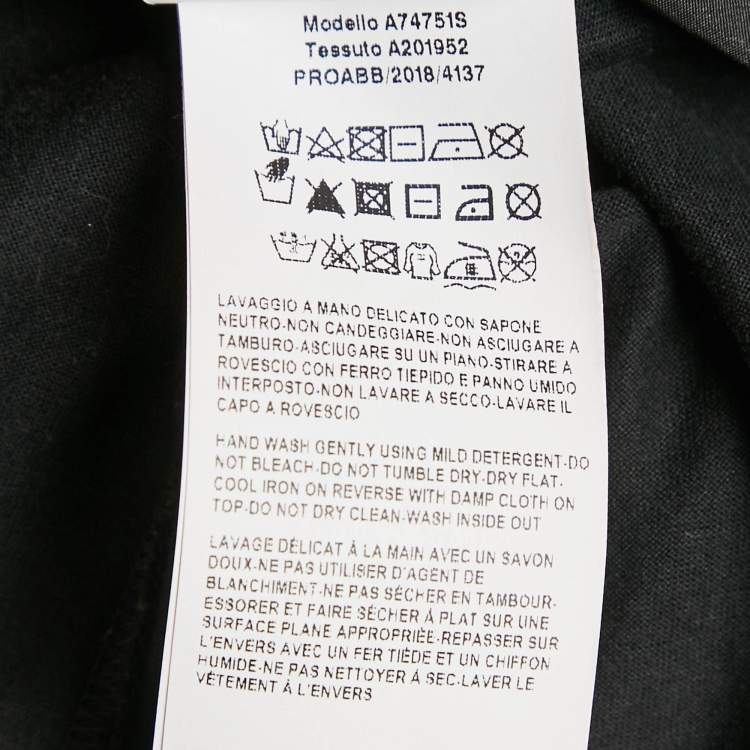 Modello A74751S
Tessuto A201952
PROABB/2018/4137
LAVAGGIO A MANO DELICATO CON SAPONE
NEUTRO-NON CANDEGGIARE-NON ASCIUGARE A
TAMBURO-ASCIUGARE SU UN PIANO-STIRARE A
ROVESCIO CON FERRO TIEPIDO E PANNO UMIDO
INTERPOSTO-NON LAVARE A SECCO-LAVARE IL
CAPO A ROVESCIO
HAND WASH GENTLY USING MILD DETERGENT-DO
NOT BLEACH-DO NOT TUMBLE DRY-DRY FLAT.
COOL IRON ON REVERSE WITH DAMP CLOTH ON
TOP-DO NOT DRY CLEAN-WASH INSIDE OUT
LAVAGE DÉLICAT À LA MAIN AVEC UN SAVON
DOUX-NE PAS UTILISER D'AGENT DE
BLANCHIMENT-NE PAS SÉCHER EN TAMBOUR-
ESSORER ET FAIRE SÉCHER À PLAT SUR UNE
SURFACE PLANE APPROPRIÉE-REPASSER SUR
L'ENVERS AVEC UN FER TIÈDE ET UN CHIFFON
HUMIDE-NE PAS NETTOYER À SEC-LAVER LE
VÊTEMENT À L'ENVERS